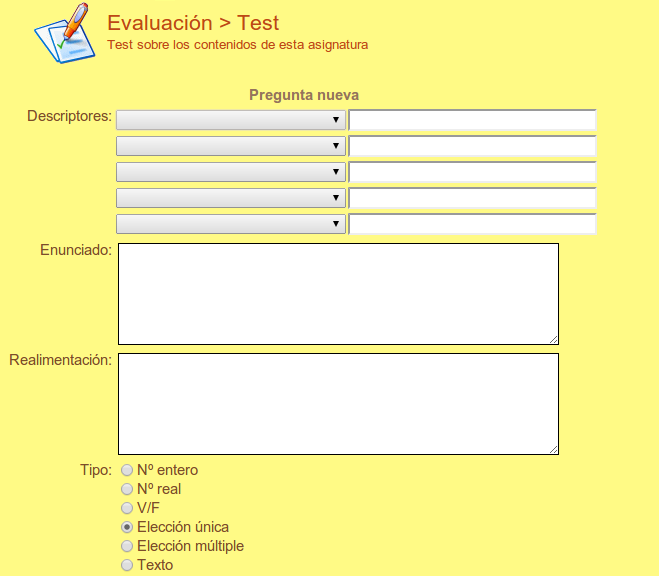 Evaluación > Test
Test sobre los contenidos de esta asignatura
Pregunta nueva
Descriptores:
Enunciado:
Realimentación:
Tipo:
Nº entero
Nº real
V/F
Elección única
Elección múltiple
Texto